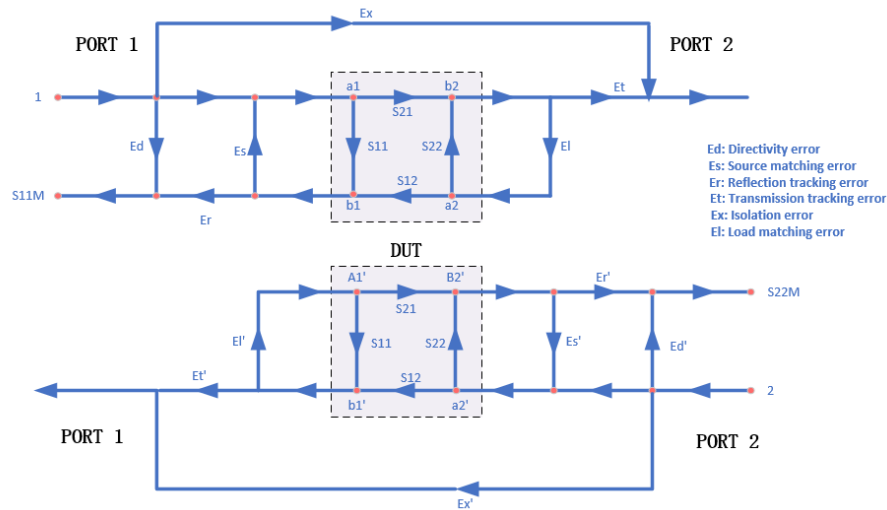 Ex
PORT 1
PORT 2
a1
b2
Et
1
S21
Ed
Es
S11
S22
El
S12
S11M
Er
b1
a2
Ed: Directivity error
Es: Source matching error
Er: Reflection tracking error
Et: Transmission tracking error
Ex: Isolation error
El: Load matching error
DUT
A1'
B2'
Er'
S22M
S21
El'
S11
S22
Es'
Ed'
Et'
S12
2
b1'
a2'
PORT 1
PORT 2
Ex'